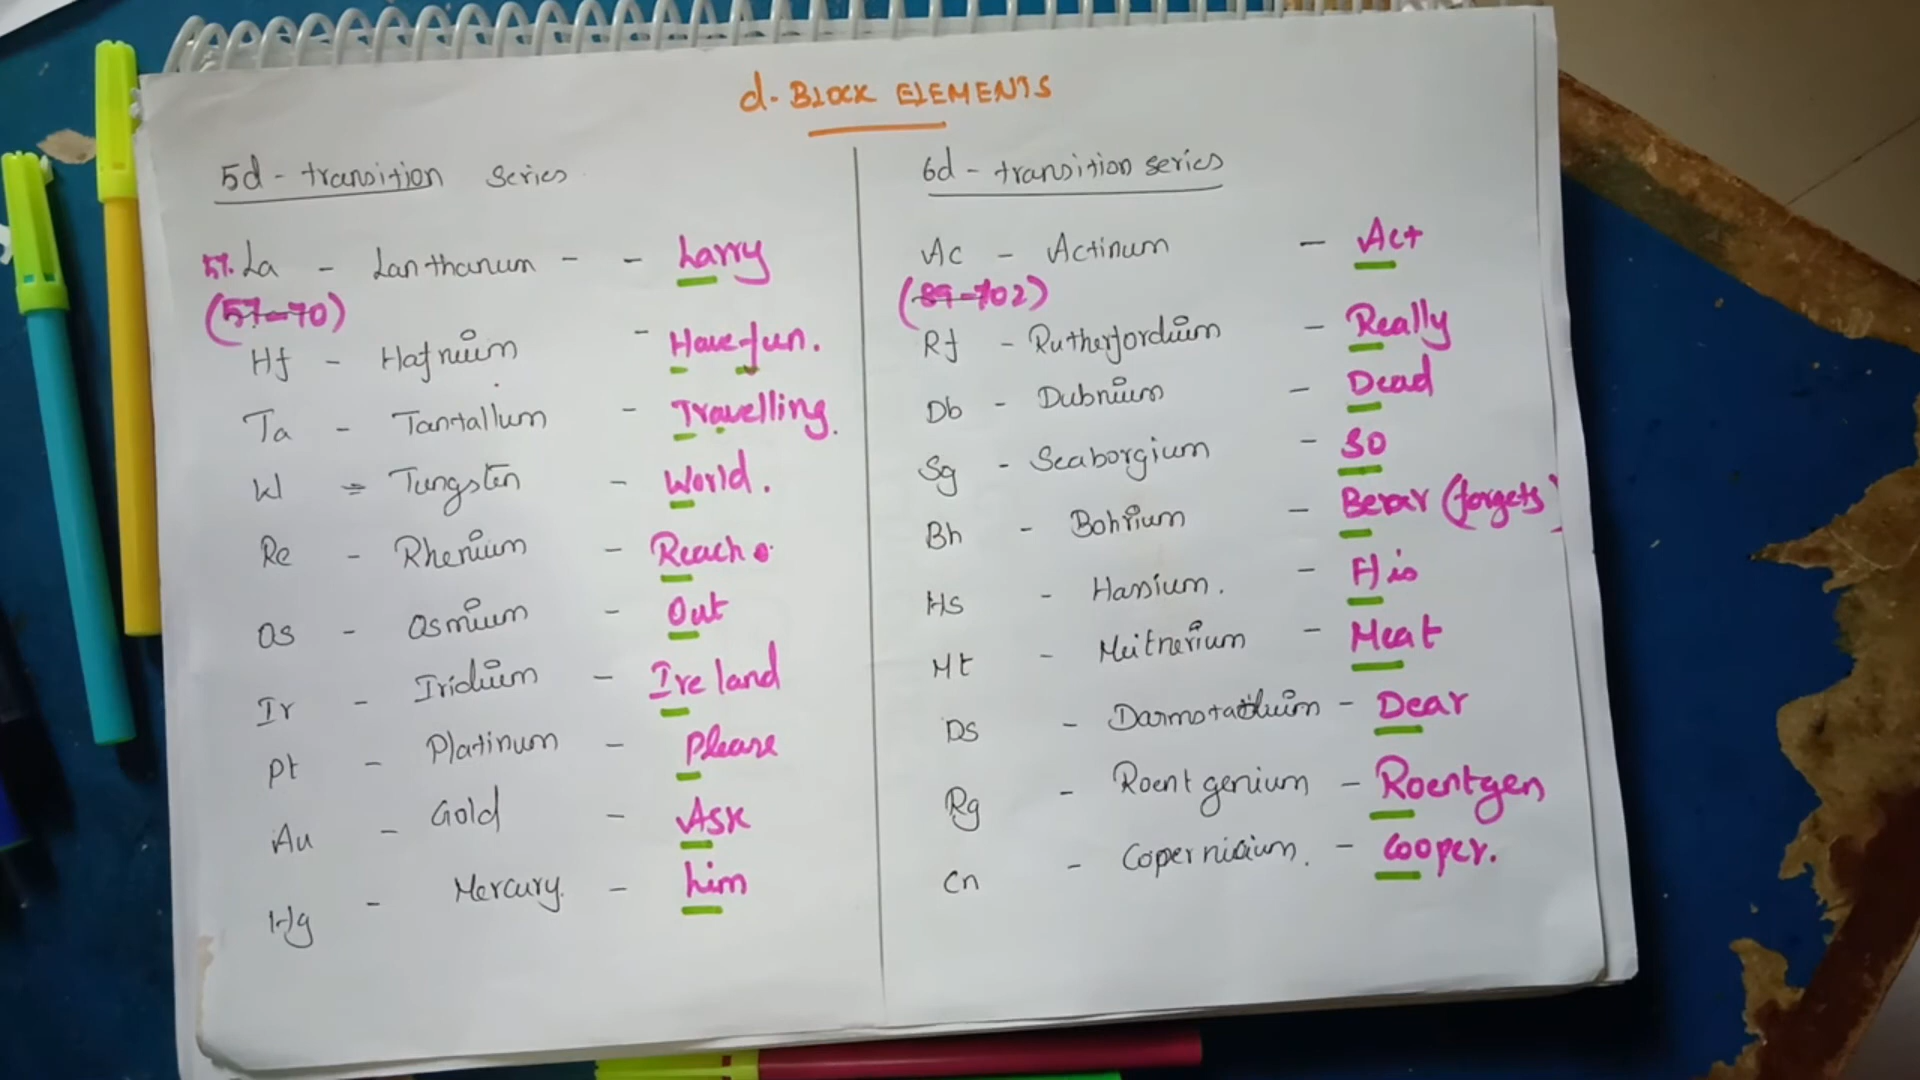 d-BLOCK ELEMENTS
5d - transition series
57. La - Lanthanum - - Larry
(57-70)
Hf - Hafnium - Have fun.
Ta - Tantallum - Travelling.
W = Tungsten - World.
Re - Rhenium - Reach
Os - Osmium - Out
Ir - Iridium - Ireland
Pt - Platinum - Please
Au - Gold - Ask
Hg - Mercury. - him
6d - transition series
Ac - Actinum - Act
(89-102)
Rf - Rutherfordium - Really
Db - Dubnium - Dead
Sg - Seaborgium - So
Bh - Bohrium - (forgets)
Hs - Hassium. - His
Mt - Meitnerium - Meat
Ds - - Dear
Rg - Roentgenium - Roentgen
Cn - Copernicium. - Cooper.